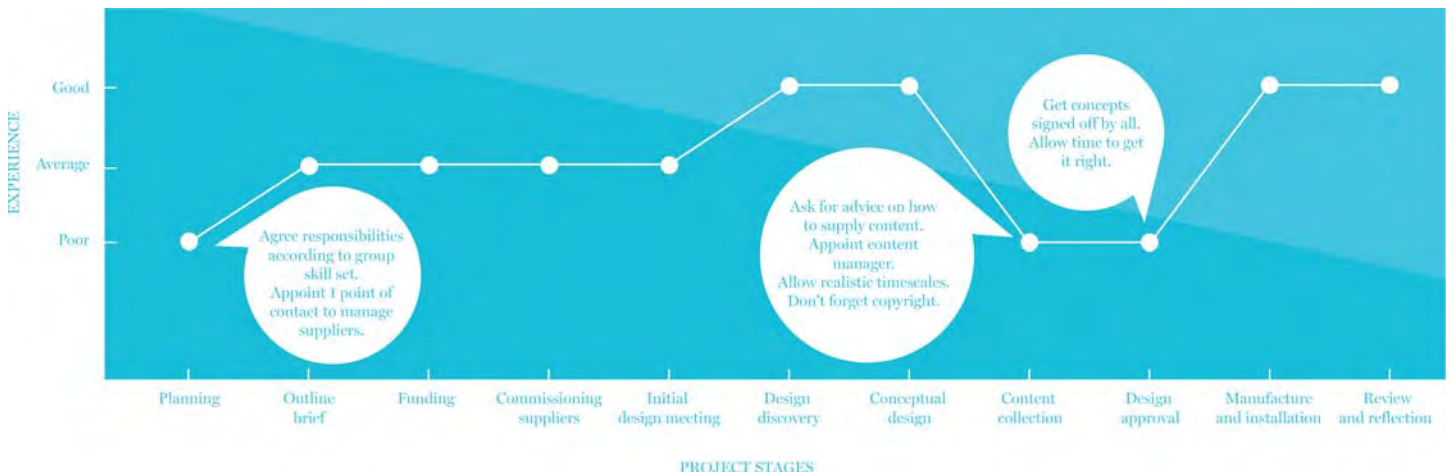 Good
Average
Poor
EXPERIENCE
Agree responsibilities
according to group
skill set.
Appoint 1 point of
contact to manage
suppliers.
Ask for advice on how
to supply content.
Appoint content
manager.
Allow realistic timescales.
Don't forget copyright.
Get concepts
signed off by all.
Allow time to get
it right.
Planning
Outline
brief
Funding
Commissioning
suppliers
Initial
design meeting
Design
discovery
Conceptual
design
Content
collection
Design
approval
Manufacture
and installation
Review
and reflection
PROJECT STAGES